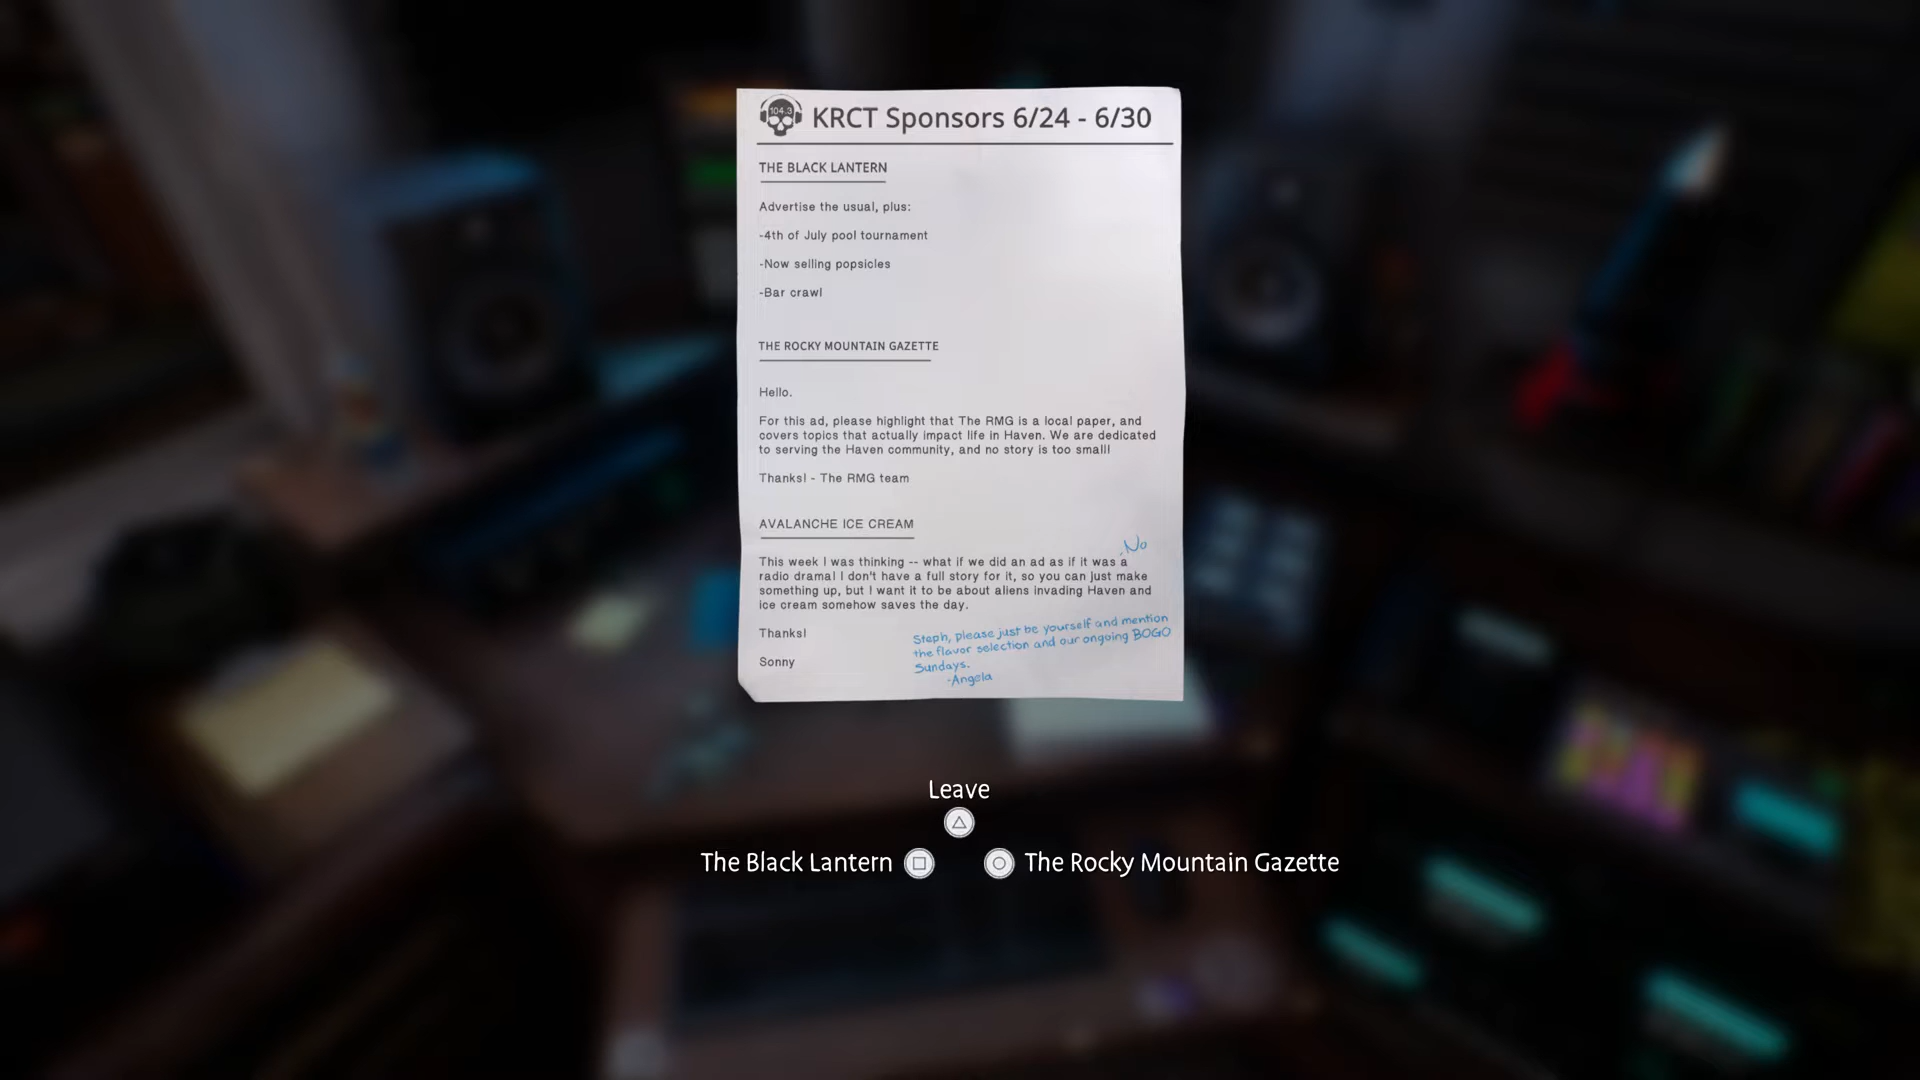 104.3
KRCT Sponsors 6/24 - 6/30
THE BLACK LANTERN
Advertise the usual, plus:
-4th of July pool tournament
-Now selling popsicles
-Bar crawl
THE ROCKY MOUNTAIN GAZETTE
Hello.
For this ad, please highlight that The RMG is a local paper, and
covers topics that actually impact life in Haven. We are dedicated
to serving the Haven community, and no story is too small!
Thanks! - The RMG team
AVALANCHE ICE CREAM
No
This week I was thinking -- what if we did an ad as if it was a
radio drama! I don't have a full story for it, so you can just make
something up, but I want it to be about aliens invading Haven and
ice cream somehow saves the day.
Thanks!
Sonny
Steph, please just be yourself and mention
the flavor selection and our ongoing BOGO
Sundays.
-Angela
Leave
The Black Lantern
The Rocky Mountain Gazette